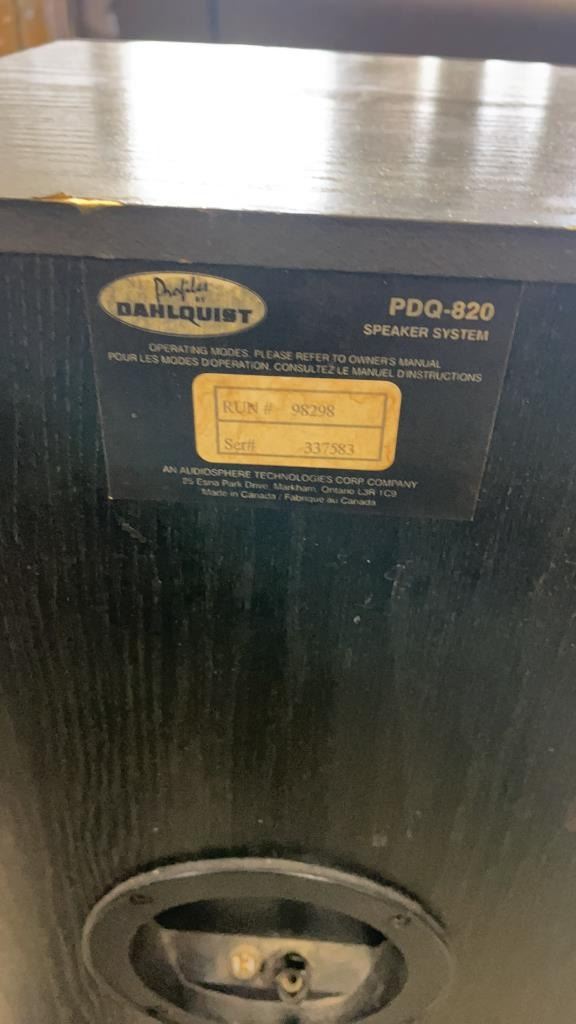 Profiles BY
DAHLQUIST
PDQ-820
SPEAKER SYSTEM
OPERATING MODES: PLEASE REFER TO OWNER'S MANUAL
POUR LES MODES D'OPERATION, CONSULTEZ LE MANUEL D'INSTRUCTIONS
RUN # 98298
Ser# 337583
AN AUDIOSPHERE TECHNOLOGIES CORP. COMPANY
25 Esna Park Drive, Markham, Ontario L3R 1C9
Made in Canada / Fabrique au Canada